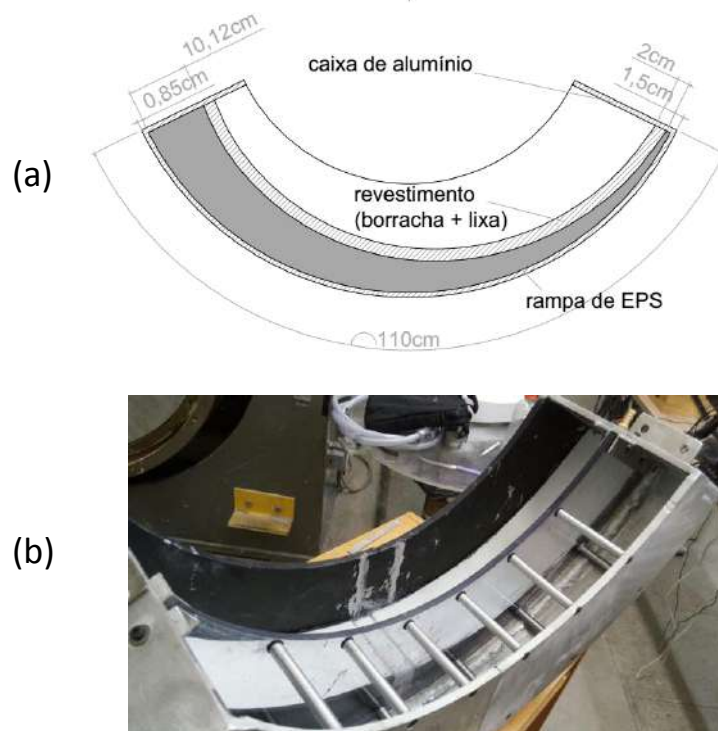 10,12cm
0,85cm
caixa de alumínio
2cm
1,5cm
(a)
revestimento
(borracha + lixa)
rampa de EPS
110cm
(b)